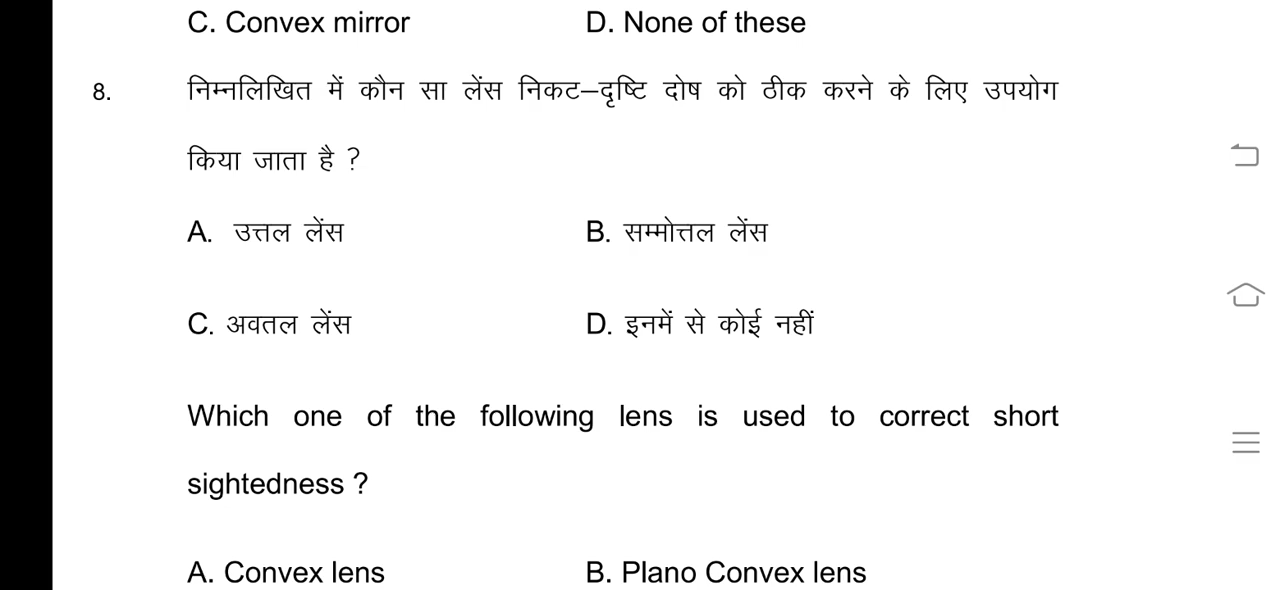 C. Convex mirror D. None of these
8. निम्नलिखित में कौन सा लेंस निकट–दृष्टि दोष को ठीक करने के लिए उपयोग
किया जाता है ?
A. उत्तल लेंस B. सम्मोत्तल लेंस
C. अवतल लेंस D. इनमें से कोई नहीं
Which one of the following lens is used to correct short
sightedness ?
A. Convex lens B. Plano Convex lens